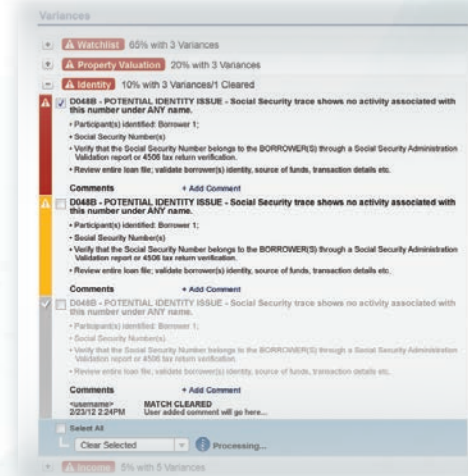 Variances
Watchlist 65% with 3 Variances
Property Valuation 20% with 3 Variances
Identity 10% with 3 Variances/1 Cleared
D048B - POTENTIAL IDENTITY ISSUE - Social Security trace shows no activity associated with
this number under ANY name.
• Participant(s) identified: Borrower 1;
• Social Security Number(s)
• Verify that the Social Security Number belongs to the BORROWER(S) through a Social Security Administration
Validation report or 4506 tax return verification.
• Review entire loan file; validate borrower(s) identity, source of funds, transaction details etc.
Comments + Add Comment
D048B - POTENTIAL IDENTITY ISSUE - Social Security trace shows no activity associated with
this number under ANY name.
• Participant(s) identified: Borrower 1;
• Social Security Number(s)
• Verify that the Social Security Number belongs to the BORROWER(S) through a Social Security Administration
Validation report or 4506 tax return verification.
• Review entire loan file; validate borrower(s) identity, source of funds, transaction details etc.
Comments + Add Comment
D048B - POTENTIAL IDENTITY ISSUE - Social Security trace shows no activity associated with
this number under ANY name.
• Participant(s) identified: Borrower 1;
• Social Security Number(s)
• Verify that the Social Security Number belongs to the BORROWER(S) through a Social Security Administration
Validation report or 4506 tax return verification.
• Review entire loan file; validate borrower(s) identity, source of funds, transaction details etc.
Comments + Add Comment
<username> MATCH CLEARED
2/23/12 2:24PM User added comment will go here...
Select All
Clear Selected Processing...
Income 5% with 5 Variances